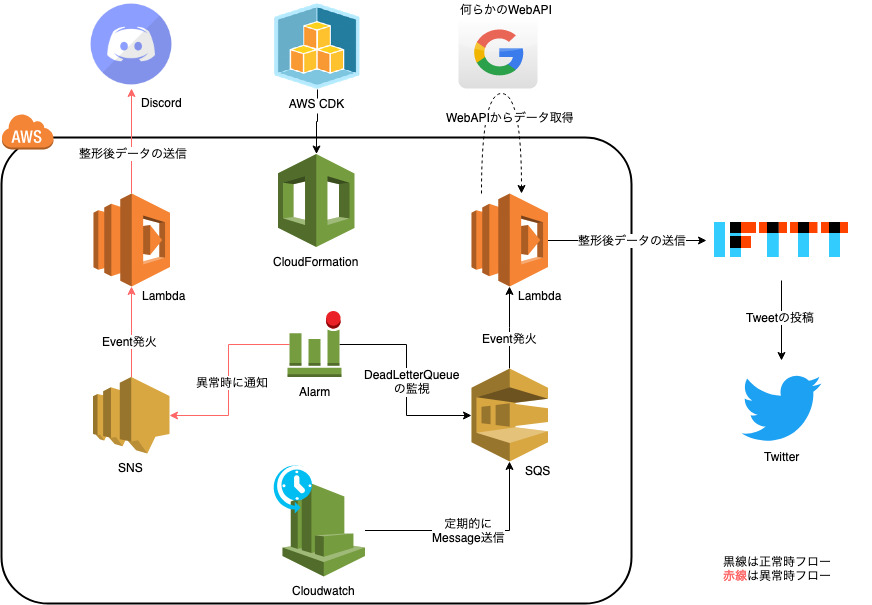 何らかのWebAPI
Discord
AWS CDK
WebAPIからデータ取得
AWS
整形後データの送信
CloudFormation
整形後データの送信
IFTTT
Lambda
Lambda
Event発火
Event発火
Tweetの投稿
異常時に通知
Alarm
DeadLetterQueue
の監視
SNS
SQS
Twitter
定期的に
Message送信
Cloudwatch
黒線は正常時フロー
赤線は異常時フロー